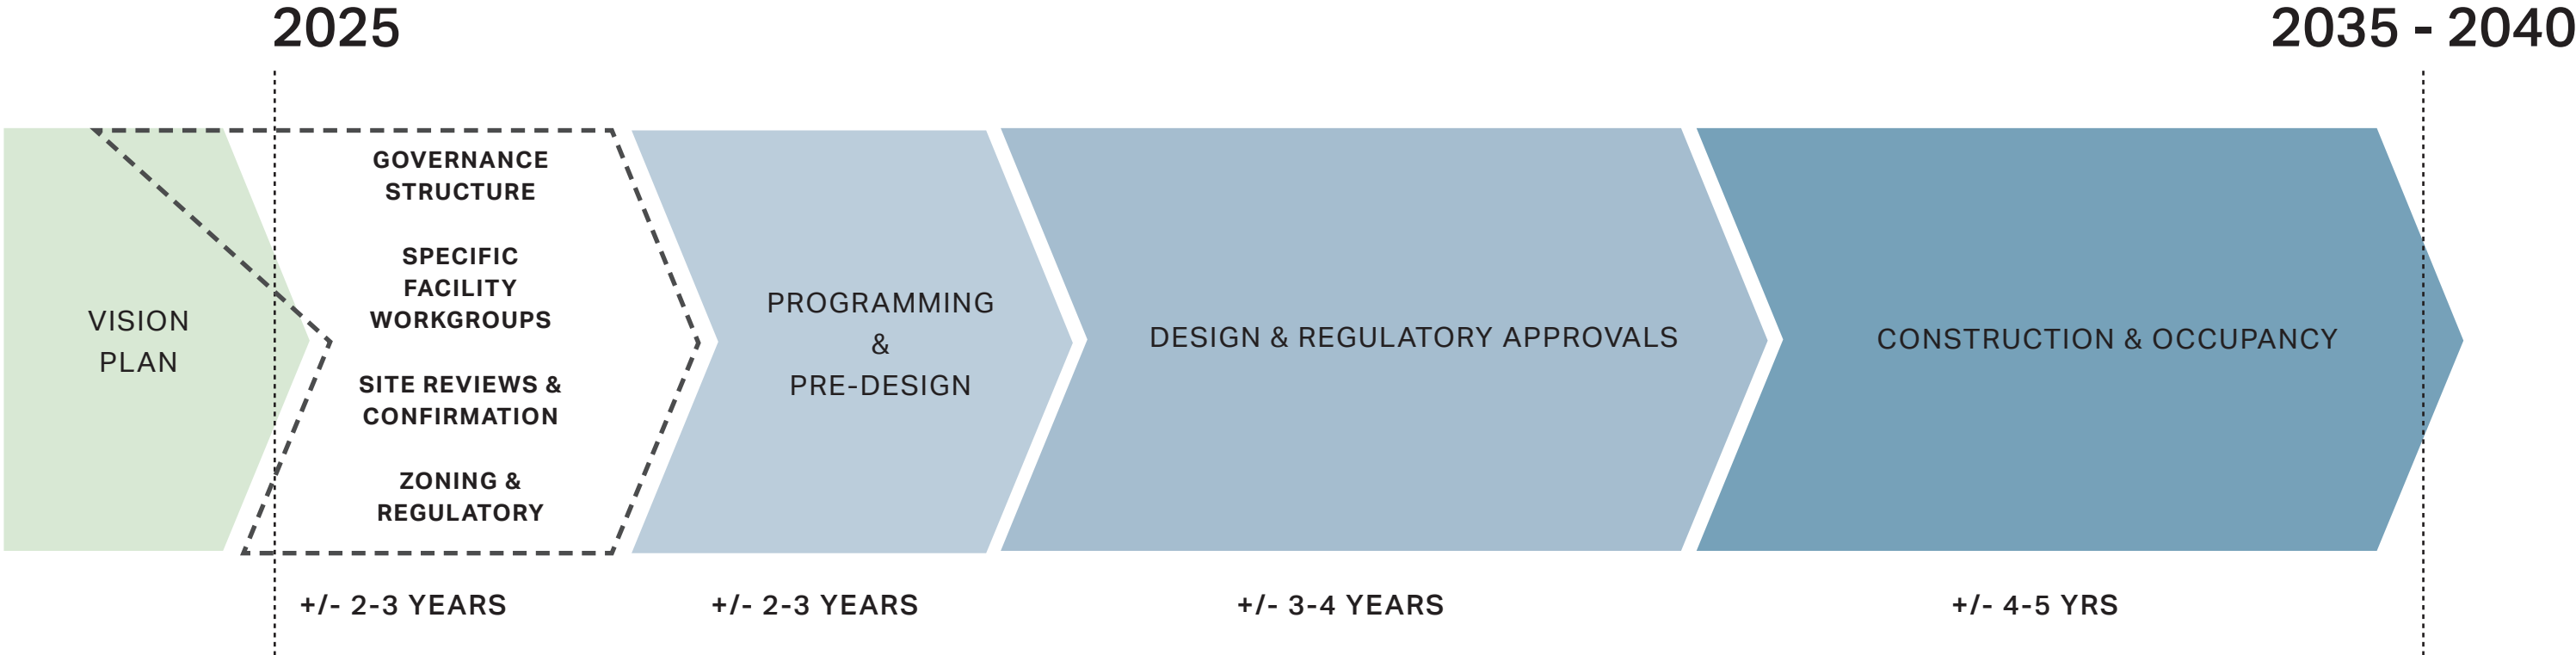 2025
2035 - 2040
VISION
PLAN
GOVERNANCE
STRUCTURE
SPECIFIC
FACILITY
WORKGROUPS
SITE REVIEWS &
CONFIRMATION
ZONING &
REGULATORY
PROGRAMMING
&
PRE-DESIGN
DESIGN & REGULATORY APPROVALS
CONSTRUCTION & OCCUPANCY
+/- 2-3 YEARS
+/- 2-3 YEARS
+/- 3-4 YEARS
+/- 4-5 YRS